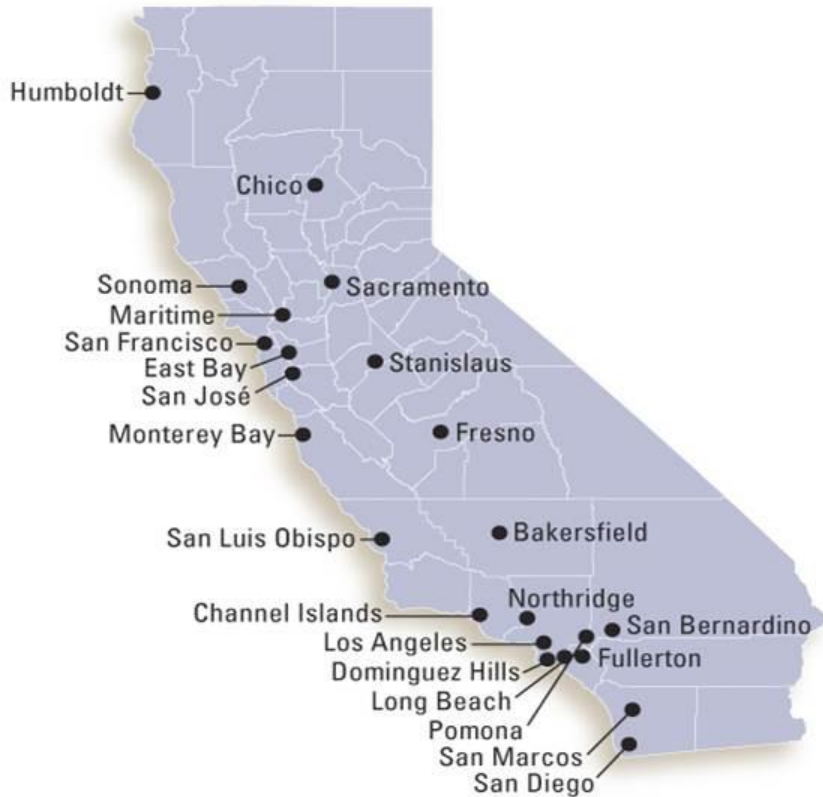 Humboldt
Chico
Sonoma
Sacramento
Maritime
San Francisco
East Bay
Stanislaus
San José
Monterey Bay
Fresno
San Luis Obispo
Bakersfield
Channel Islands
Northridge
San Bernardino
Los Angeles
Fullerton
Dominguez Hills
Long Beach
Pomona
San Marcos
San Diego